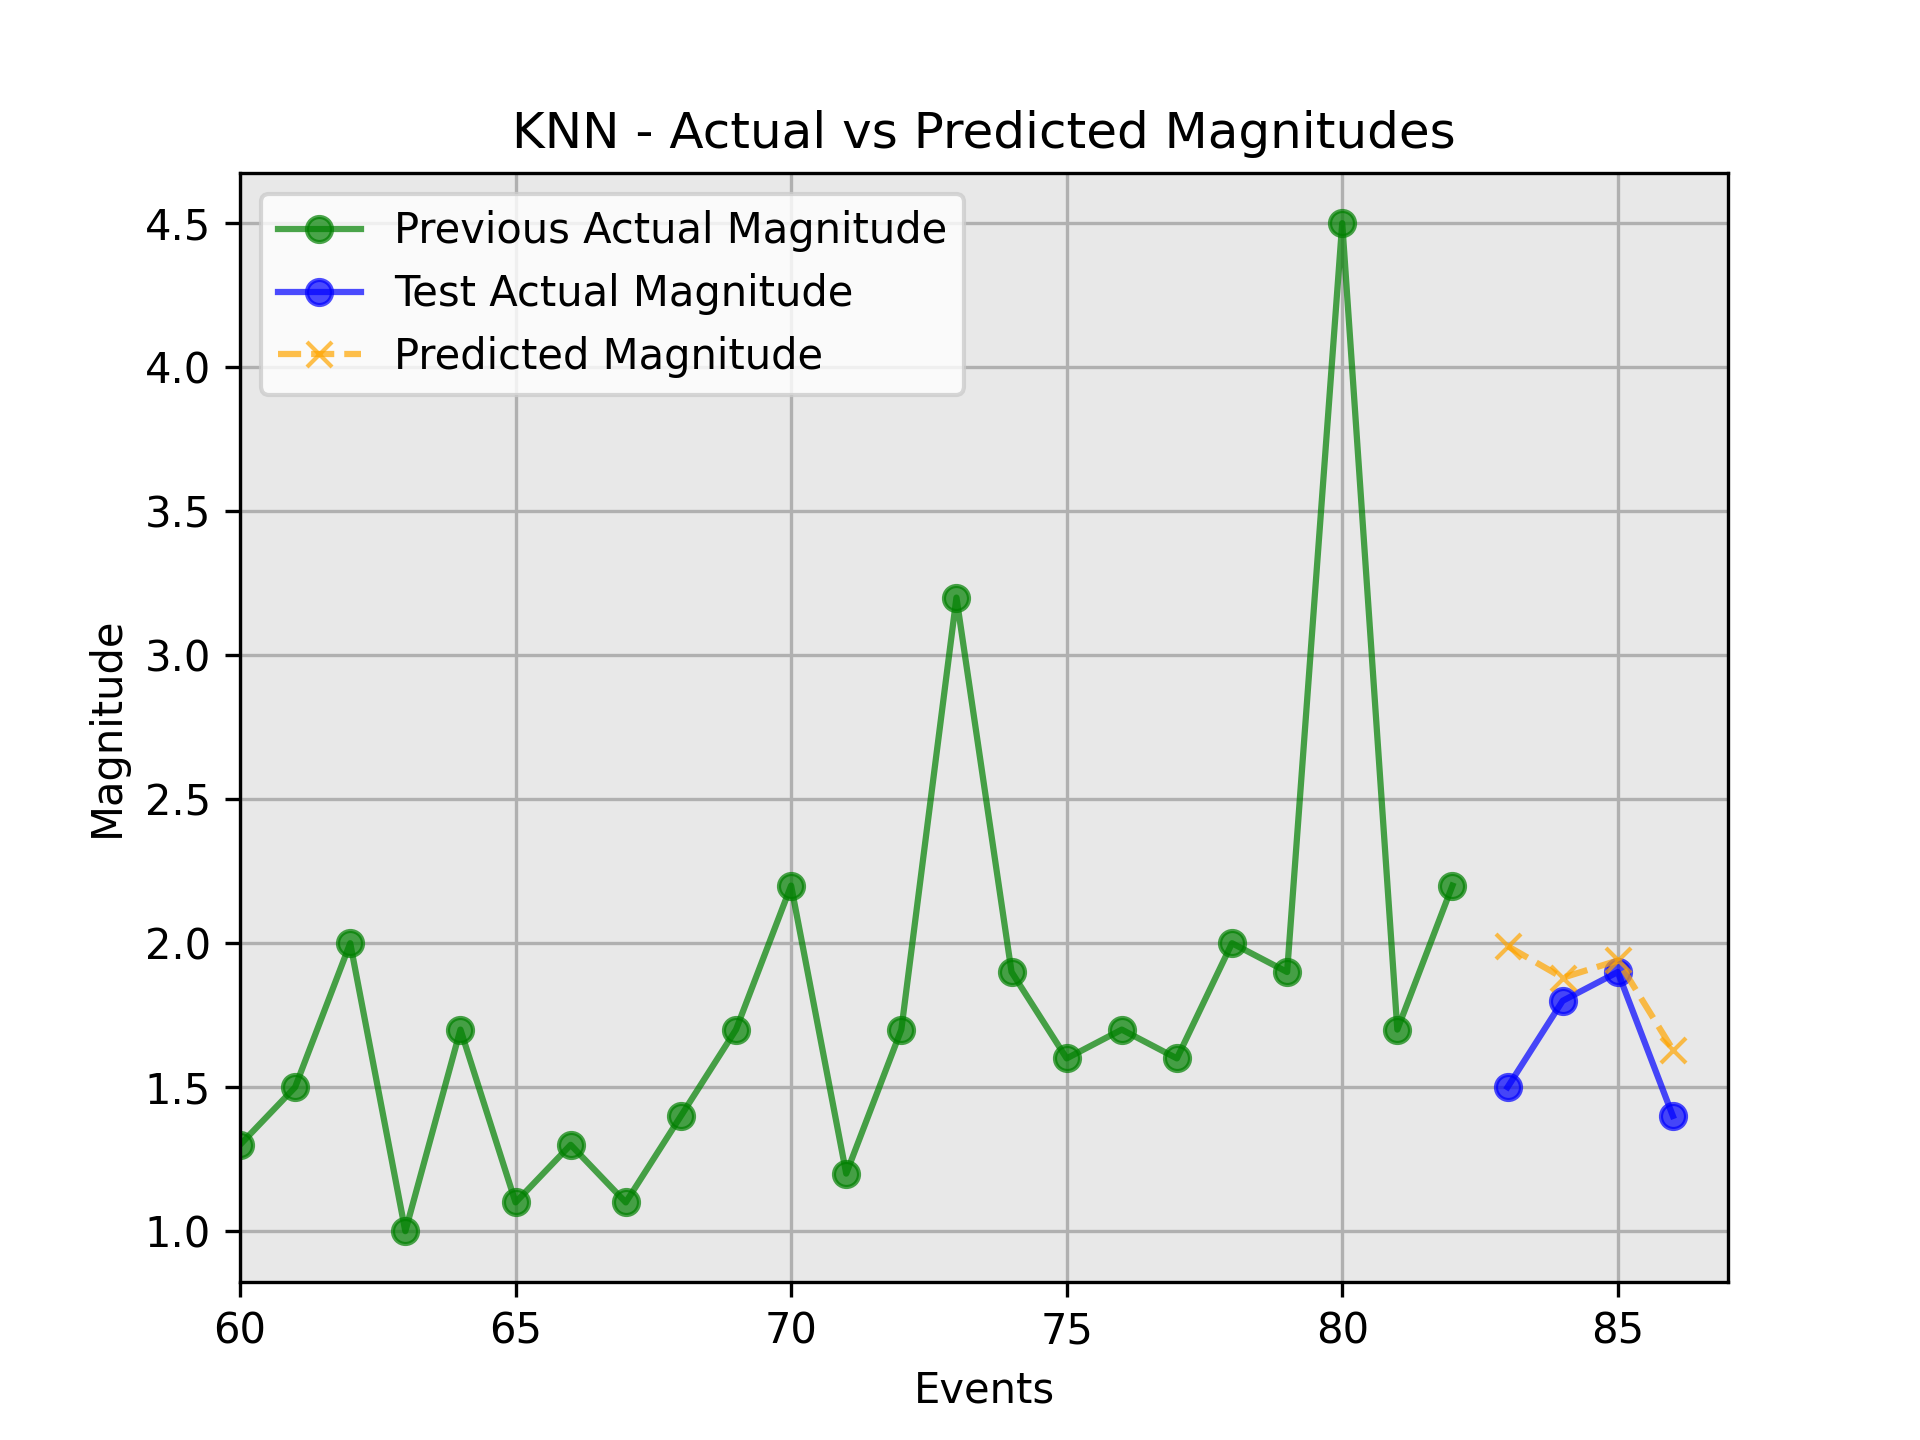 KNN - Actual vs Predicted Magnitudes
Previous Actual Magnitude
Test Actual Magnitude
Predicted Magnitude
4.5
4.0
3.5
3.0
2.5
2.0
1.5
1.0
Magnitude
60 65 70 75 80 85
Events